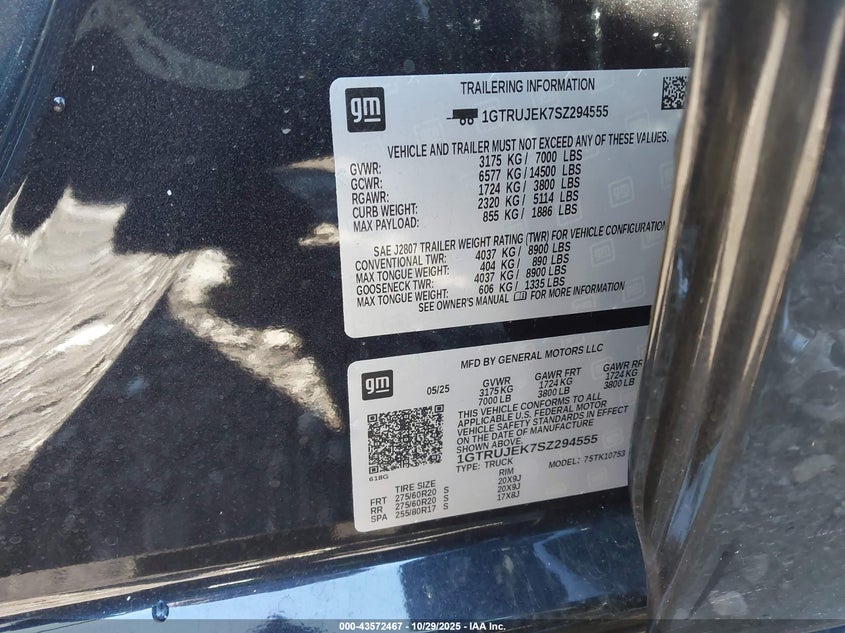 gm
TRAILERING INFORMATION
1GTRUJEK7SZ294555
VEHICLE AND TRAILER MUST NOT EXCEED ANY OF THESE VALUES.
GVWR: 3175 KG / 7000 LBS
GCWR: 6577 KG / 14500 LBS
RGAWR: 1724 KG / 3800 LBS
CURB WEIGHT: 2320 KG / 5114 LBS
MAX PAYLOAD: 855 KG / 1886 LBS
SAE J2807 TRAILER WEIGHT RATING (TWR) FOR VEHICLE CONFIGURATION
CONVENTIONAL TWR: 4037 KG / 8900 LBS
MAX TONGUE WEIGHT: 404 KG / 890 LBS
GOOSENECK TWR: 4037 KG / 8900 LBS
MAX TONGUE WEIGHT: 606 KG / 1335 LBS
SEE OWNER'S MANUAL FOR MORE INFORMATION
gm
MFD BY GENERAL MOTORS LLC
05/25 GVWR GAWR FRT GAWR RR
3175 KG 1724 KG 1724 KG
7000 LB 3800 LB 3800 LB
THIS VEHICLE CONFORMS TO ALL
APPLICABLE U.S. FEDERAL MOTOR
VEHICLE SAFETY STANDARDS IN EFFECT
ON THE DATE OF MANUFACTURE
1GTRUJEK7SZ294555
TYPE: TRUCK MODEL: 75TK10753
618G
TIRE SIZE RIM
FRT 275/60R20 S 20X9J
RR 275/60R20 S 20X9J
SPA 255/80R17 S 17X8J
000-43572467 - 10/29/2025 - IAA Inc.